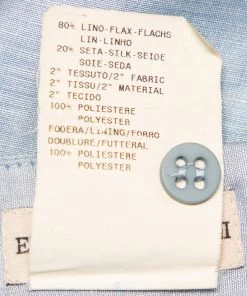 80% LINO-FLAX-FLACHS
LIN-LINHO
20% SETA-SILK-SEIDE
SOIE-SEDA
2° TESSUTO/2° FABRIC
2° TISSU/2° MATERIAL
2° TECIDO
100% POLIESTERE
POLYESTER
FODERA/LINING/FORRO
DOUBLURE/FUTTERAL
100% POLIESTERE
POLYESTER